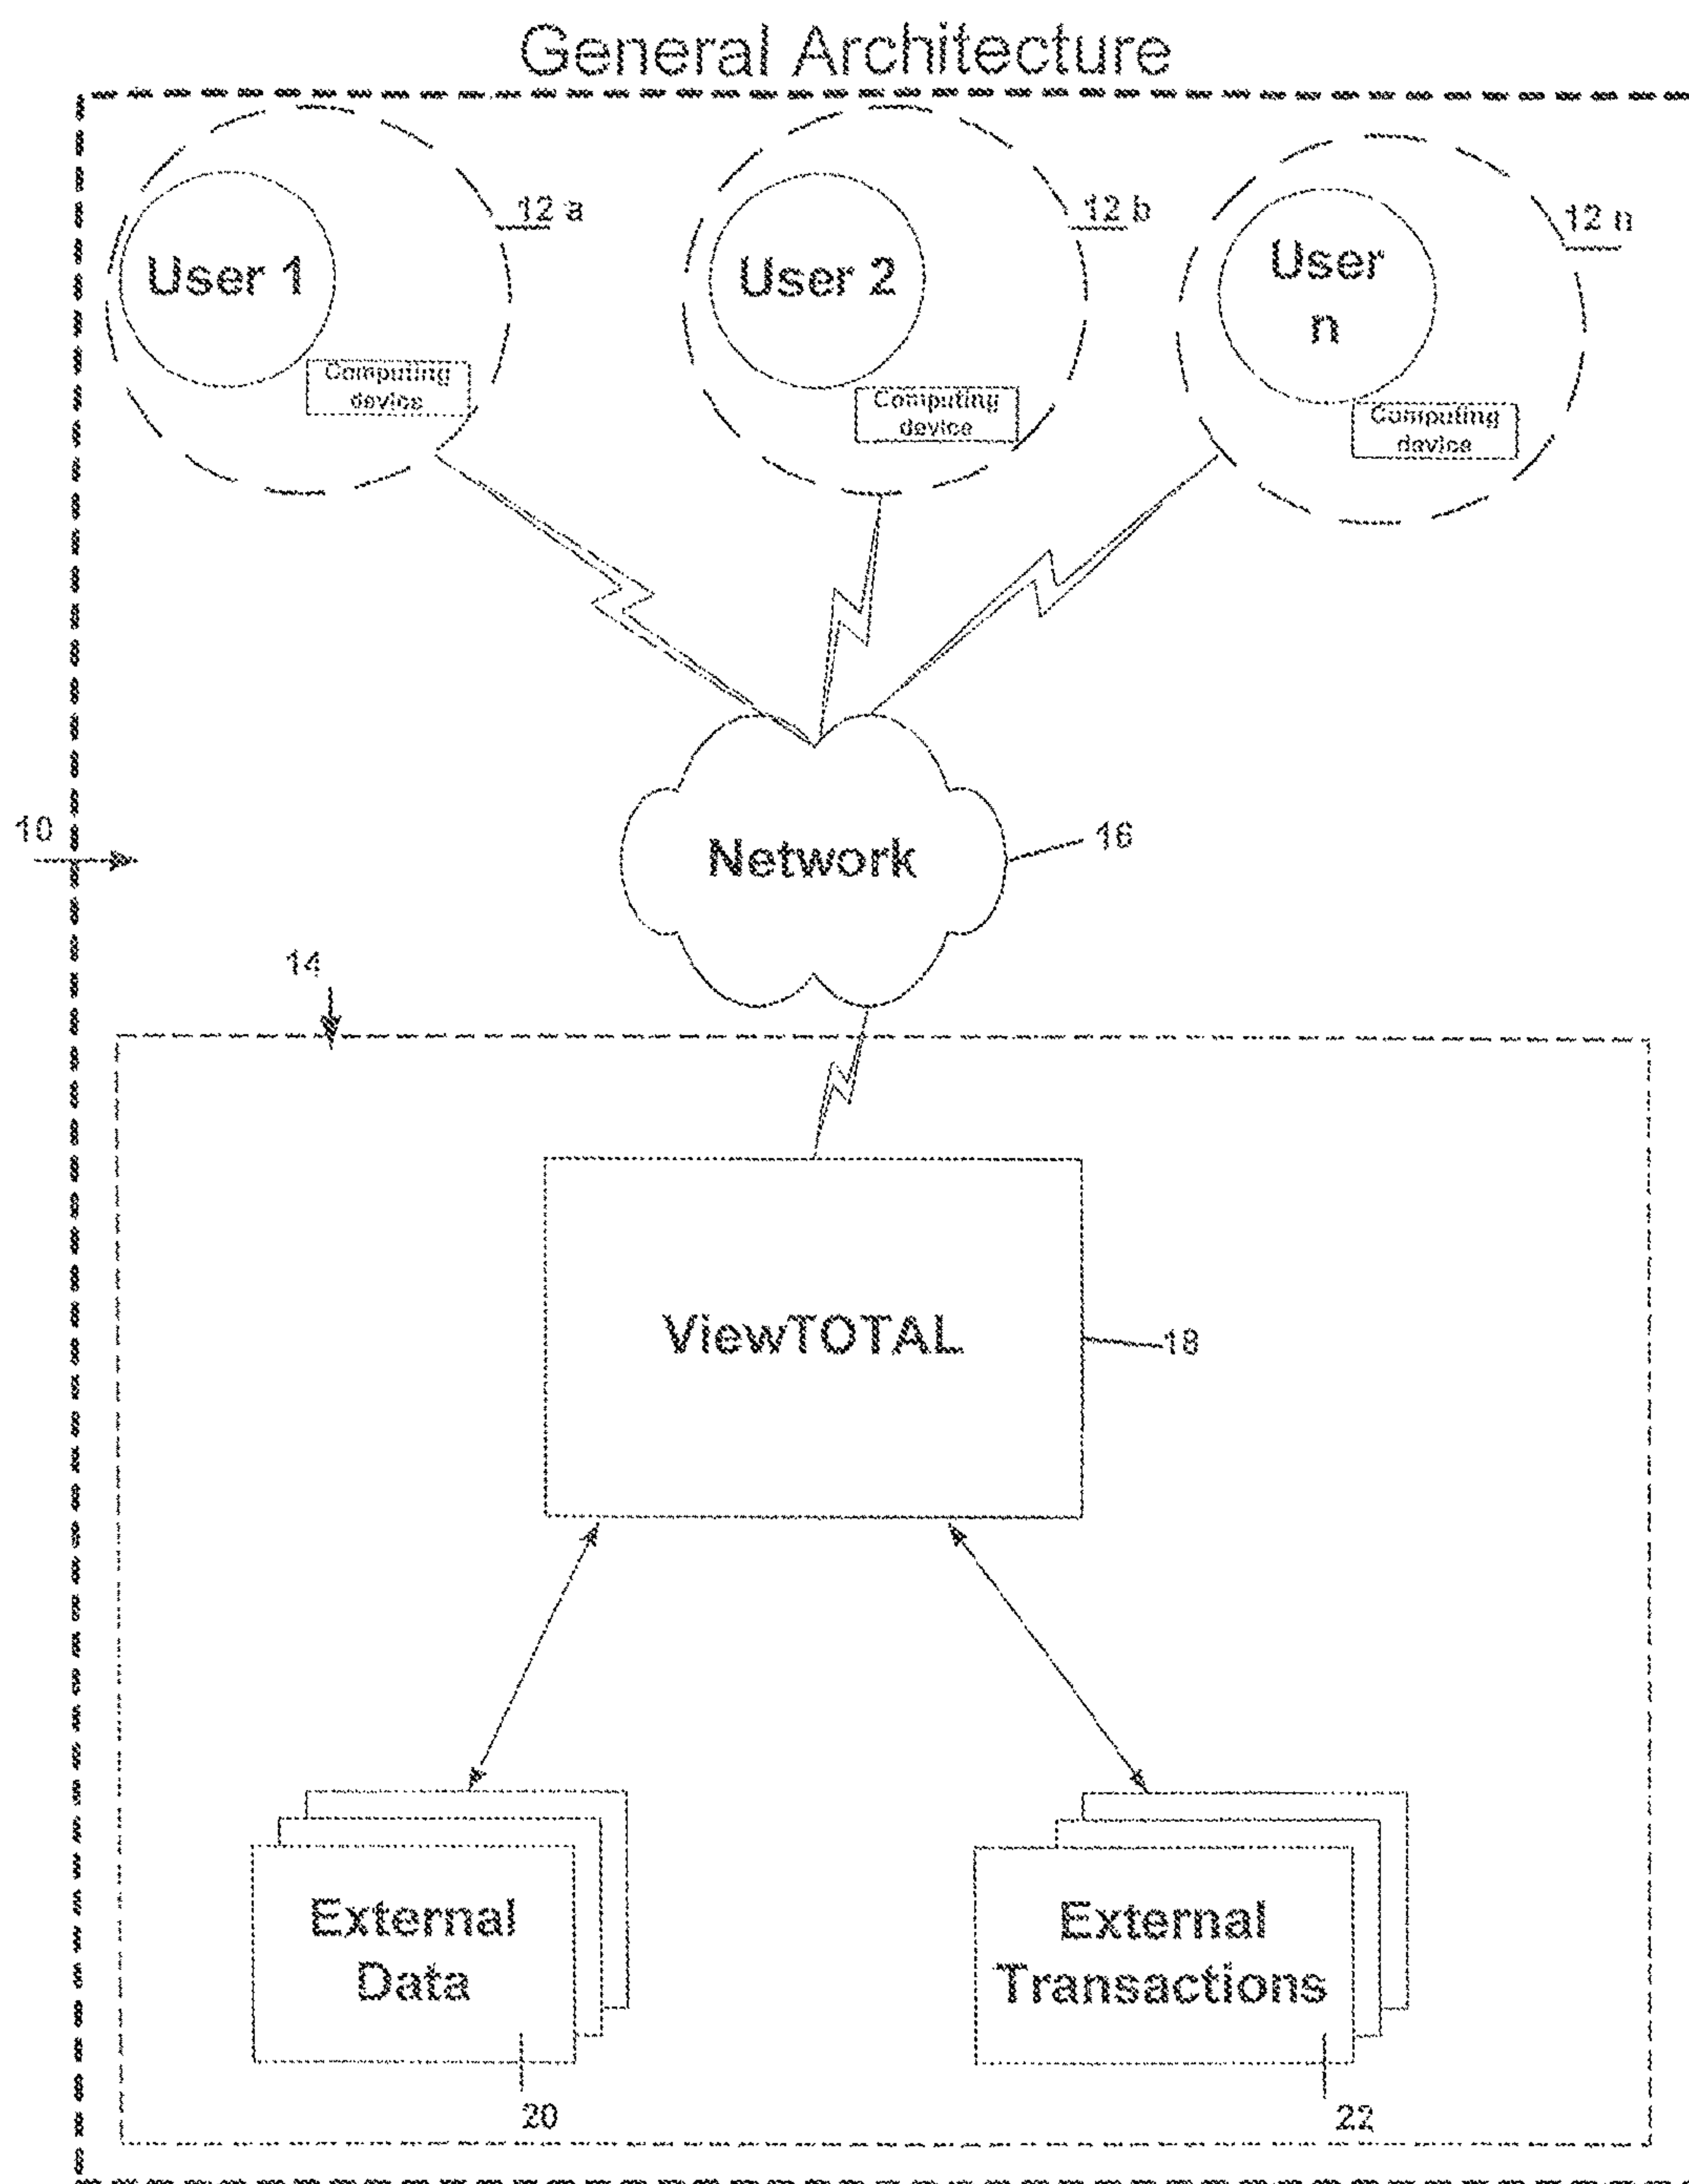 General Architecture
12 a
12 b
12 n
User 1
User 2
User
n
Computing
device
Computing
device
Computing
device
10
Network
16
14
ViewTOTAL
18
External
Data
External
Transactions
20
22